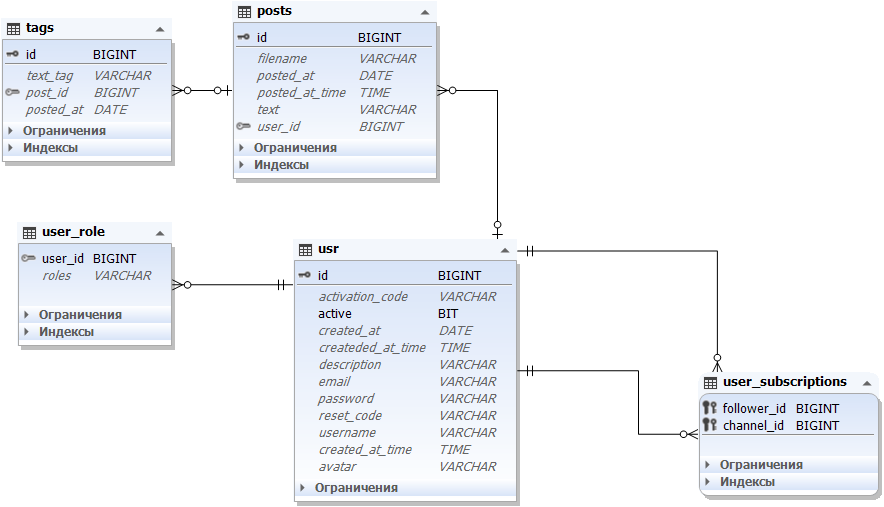 tags
id BIGINT
text_tag VARCHAR
post_id BIGINT
posted_at DATE
Ограничения
Индексы
posts
id BIGINT
filename VARCHAR
posted_at DATE
posted_at_time TIME
text VARCHAR
user_id BIGINT
Ограничения
Индексы
user_role
user_id BIGINT
roles VARCHAR
Ограничения
Индексы
usr
id BIGINT
activation_code VARCHAR
active BIT
created_at DATE
createded_at_time TIME
description VARCHAR
email VARCHAR
password VARCHAR
reset_code VARCHAR
username VARCHAR
created_at_time TIME
avatar VARCHAR
Ограничения
user_subscriptions
follower_id BIGINT
channel_id BIGINT
Ограничения
Индексы